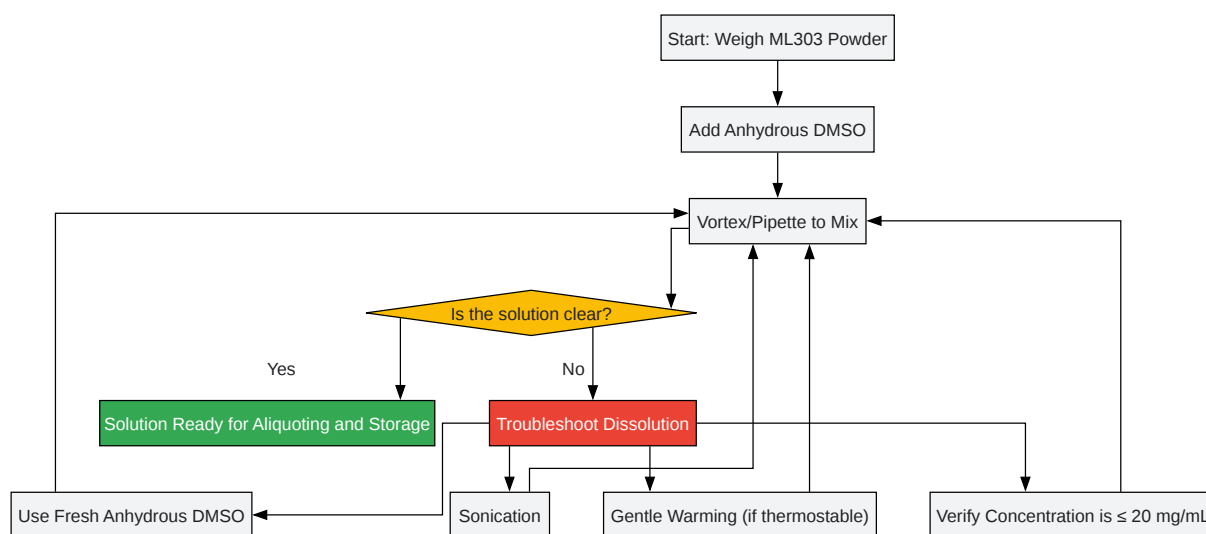 Start: Weigh ML303 Powder
Add Anhydrous DMSO
Vortex/Pipette to Mix
Is the solution clear?
Yes
No
Solution Ready for Aliquoting and Storage
Troubleshoot Dissolution
Use Fresh Anhydrous DMSO
Sonication
Gentle Warming (if thermostable)
Verify Concentration is ≤ 20 mg/mL